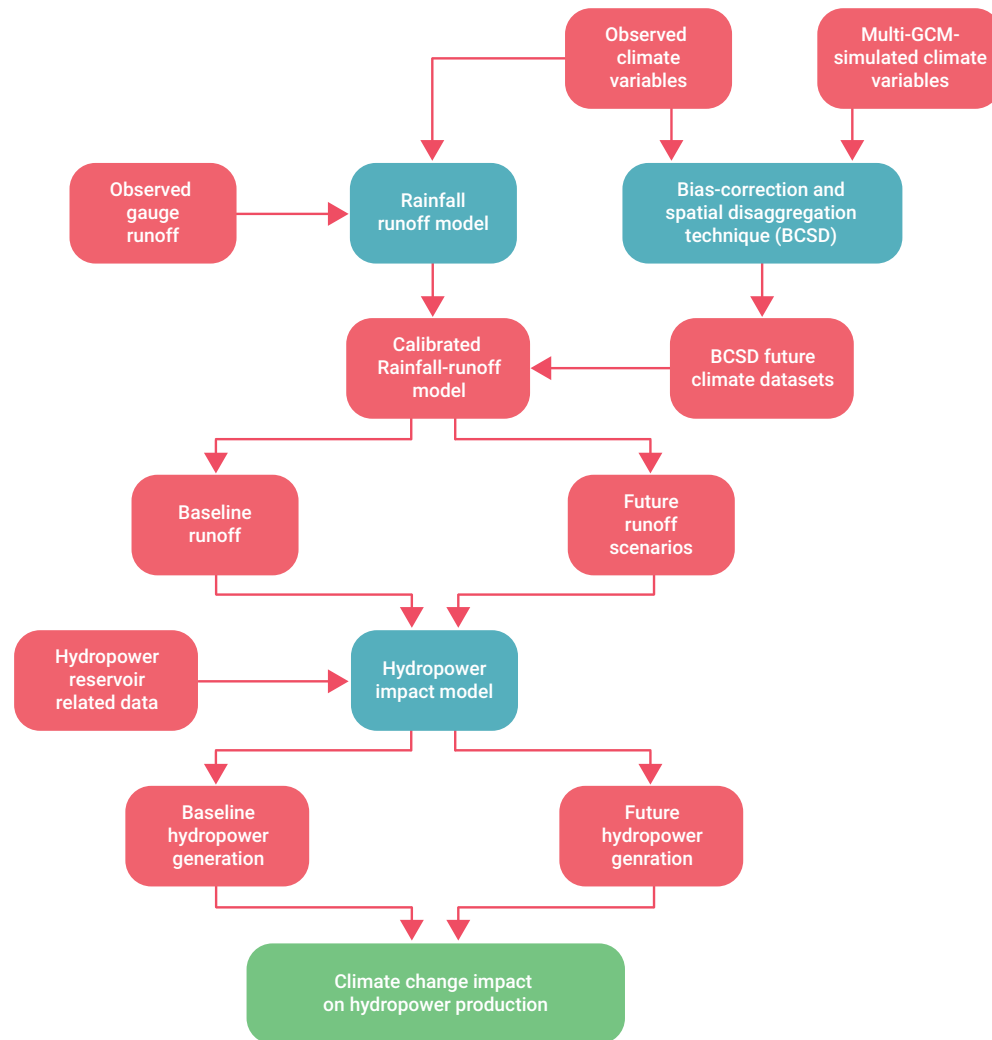 Observed
climate
variables
Multi-GCM-
simulated climate
variables
Observed
gauge
runoff
Rainfall
runoff model
Bias-correction and
spatial disaggregation
technique (BCSD)
Calibrated
Rainfall-runoff
model
BCSD future
climate datasets
Baseline
runoff
Future
runoff
scenarios
Hydropower
reservoir
related data
Hydropower
impact model
Baseline
hydropower
generation
Future
hydropower
genration
Climate change impact
on hydropower production